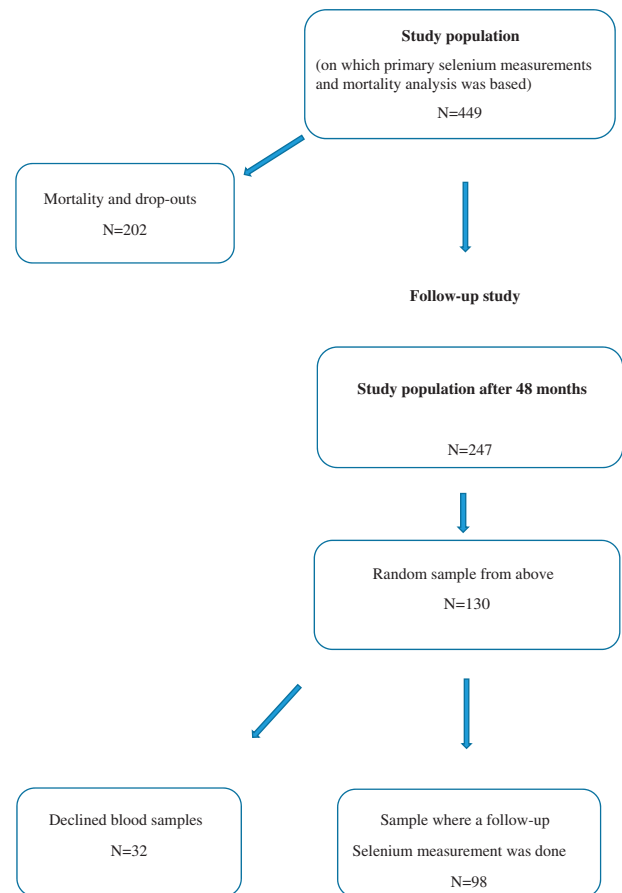 Study population
(on which primary selenium measurements
and mortality analysis was based)
N=449
Mortality and drop-outs
N=202
Follow-up study
Study population after 48 months
N=247
Random sample from above
N=130
Declined blood samples
N=32
Sample where a follow-up
Selenium measurement was done
N=98